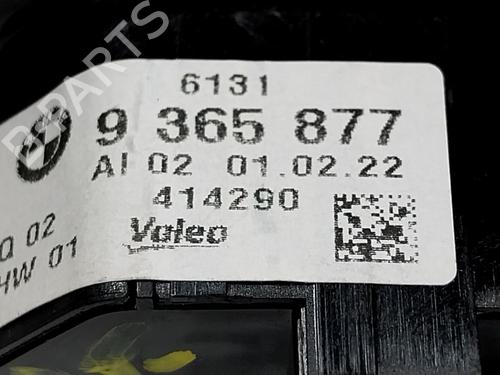 6131
9 365 877
AI 02 01.02.22
414290
Valeo
Q 02
HW 01
B-PARTS